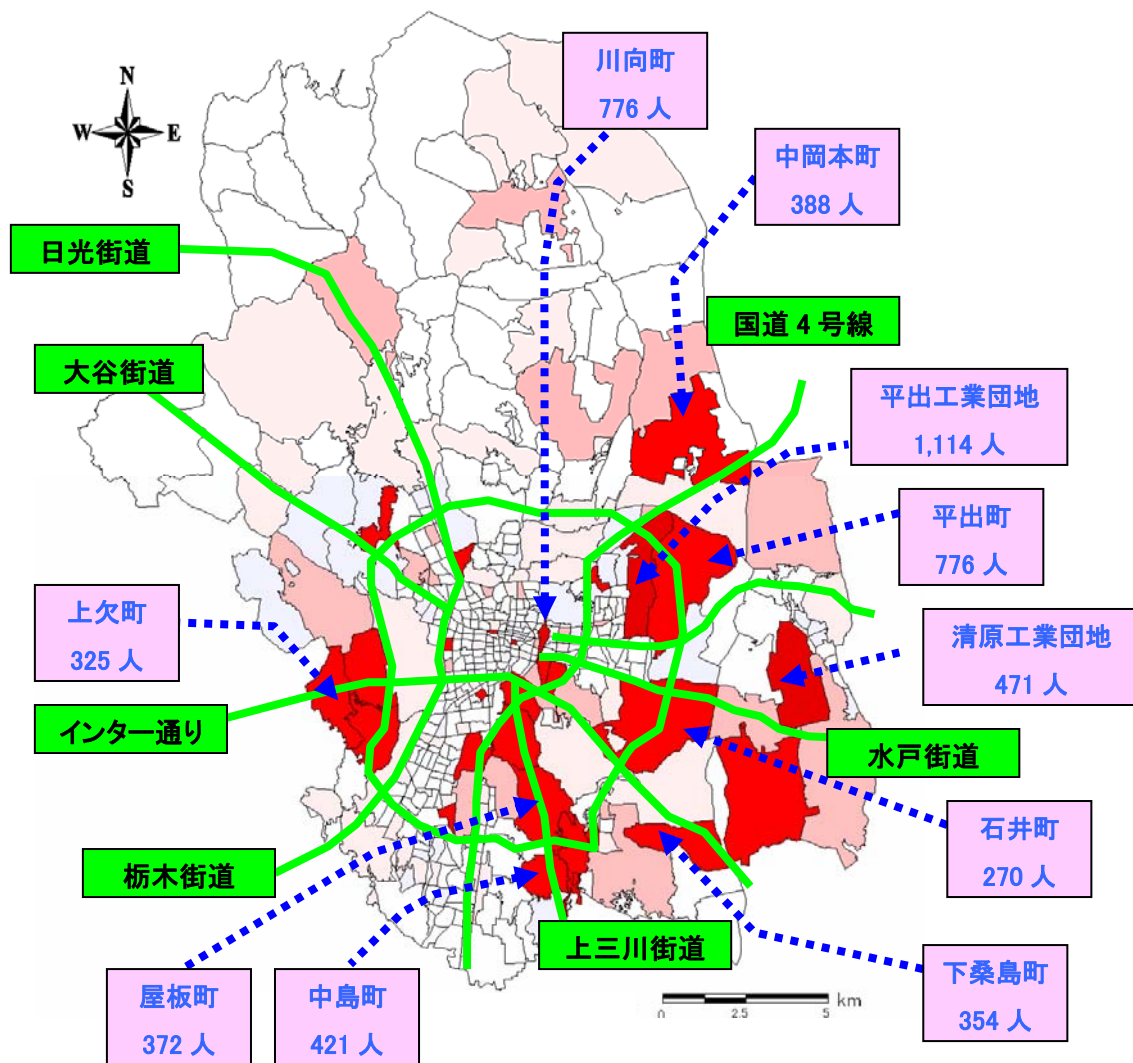 川向町
776 人
N
W
E
S
中岡本町
388 人
日光街道
国道 4 号線
大谷街道
平出工業団地
1,114 人
平出町
776 人
上欠町
325 人
清原工業団地
471 人
インター通り
水戸街道
石井町
270 人
栃木街道
上三川街道
下桑島町
354 人
屋板町
372 人
中島町
421 人
km
0 2.5 5